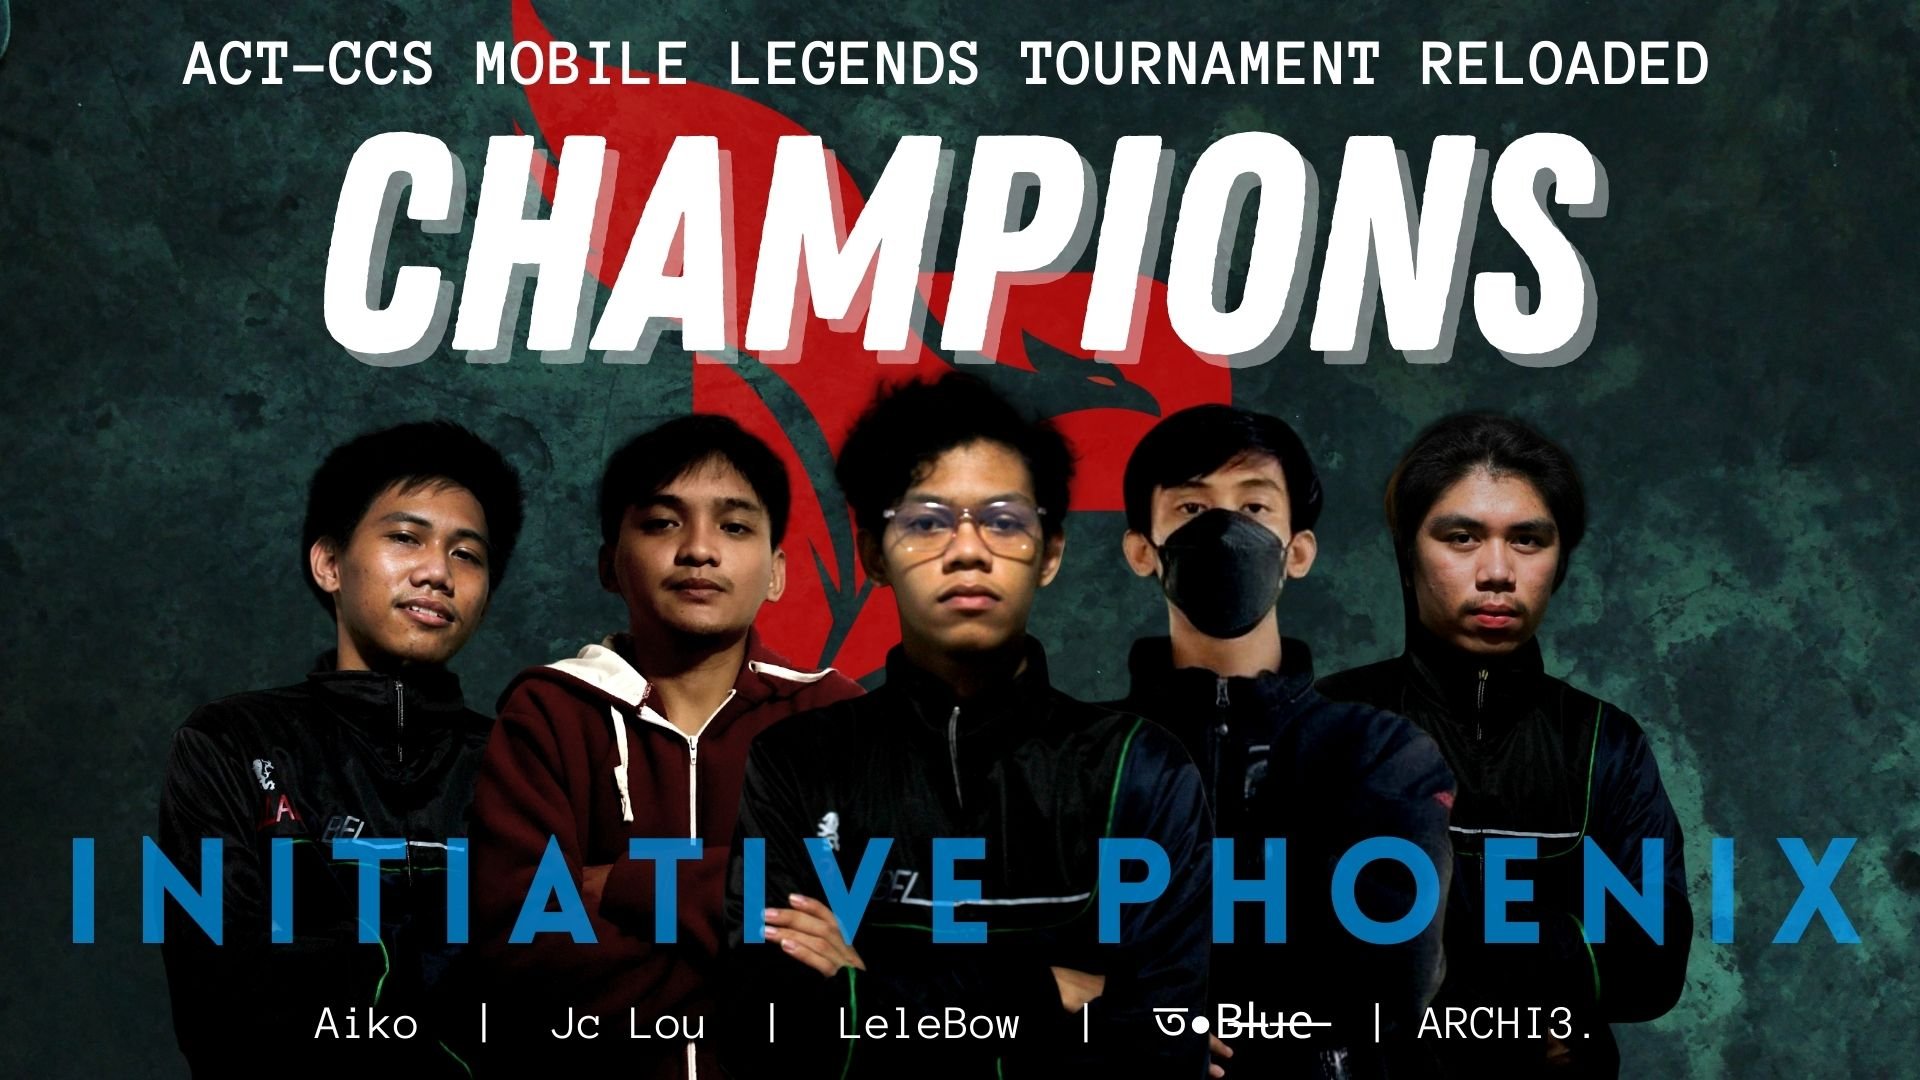 ACT-CCS MOBILE LEGENDS TOURNAMENT RELOADED
CHAMPIONS
INITIATIVE PHOENIX
Aiko | Jc Lou | LeleBow | ত•Blue | ARCHI3.